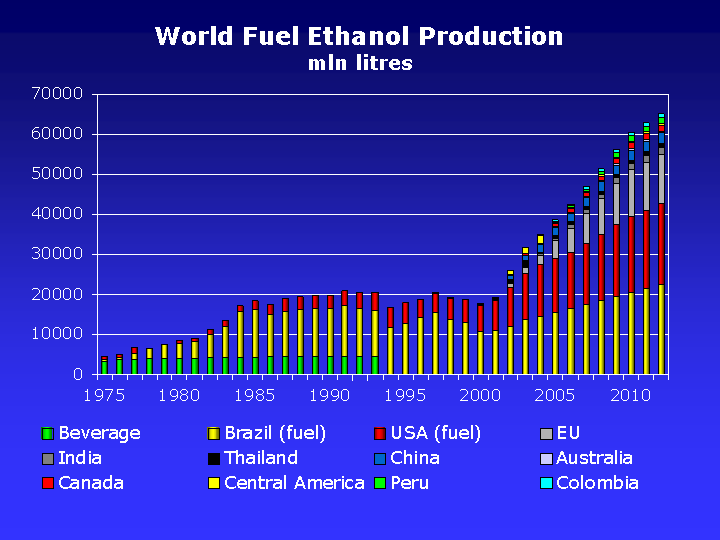 World Fuel Ethanol Production
mln litres
70000
60000
50000
40000
30000
20000
10000
0
1975 1980 1985 1990 1995 2000 2005 2010
Beverage Brazil (fuel) USA (fuel) EU
India Thailand China Australia
Canada Central America Peru Colombia